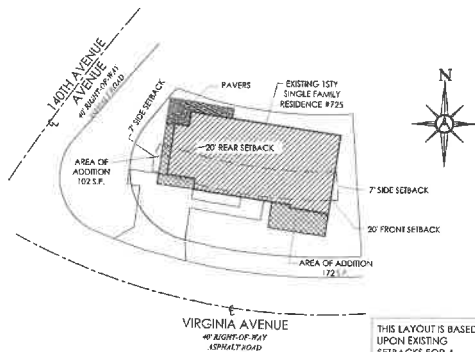 140TH AVENUE
AVENUE
40' RIGHT-OF-WAY
ROAD
7' SIDE SETBACK
PAVERS
EXISTING 1STY
SINGLE FAMILY
RESIDENCE #725
N
20' REAR SETBACK
AREA OF
ADDITION
102 S.F.
7' SIDE SETBACK
20' FRONT SETBACK
AREA OF ADDITION
172 S.F.
VIRGINIA AVENUE
40' RIGHT-OF-WAY
ASPHALT ROAD
THIS LAYOUT IS BASED
UPON EXISTING
SETBACKS FOR A